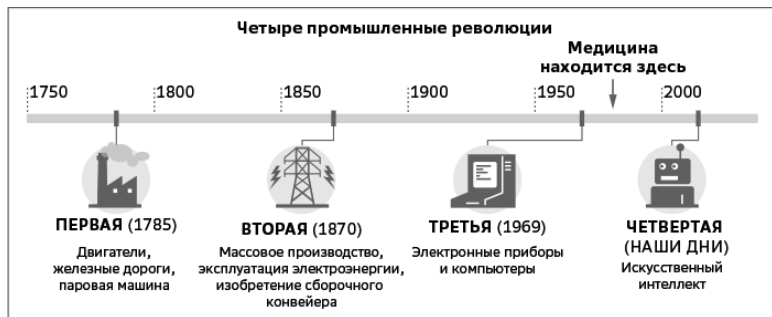 Четыре промышленные революции
Медицина
находится здесь
1750
1800
1850
1900
1950
2000
ПЕРВАЯ (1785)
Двигатели,
железные дороги,
паровая машина
ВТОРАЯ (1870)
Массовое производство,
эксплуатация электроэнергии,
изобретение сборочного
конвейера
ТРЕТЬЯ (1969)
Электронные приборы
и компьютеры
ЧЕТВЕРТАЯ
(НАШИ ДНИ)
Искусственный
интеллект